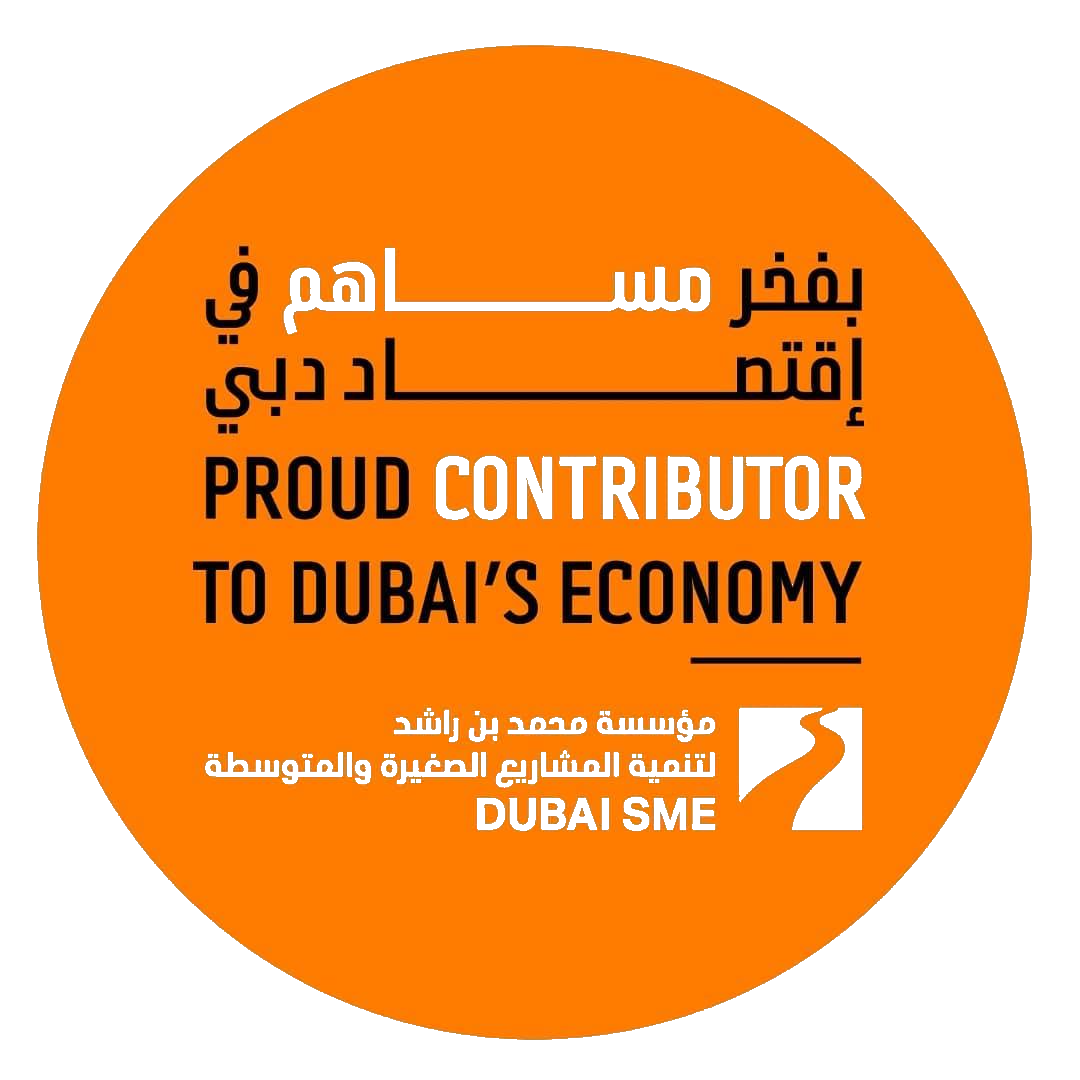 بفخر مساهم في
إقتصاد دبي
PROUD CONTRIBUTOR
TO DUBAI'S ECONOMY
مؤسسة محمد بن راشد
لتنمية المشاريع الصغيرة والمتوسطة
DUBAI SME